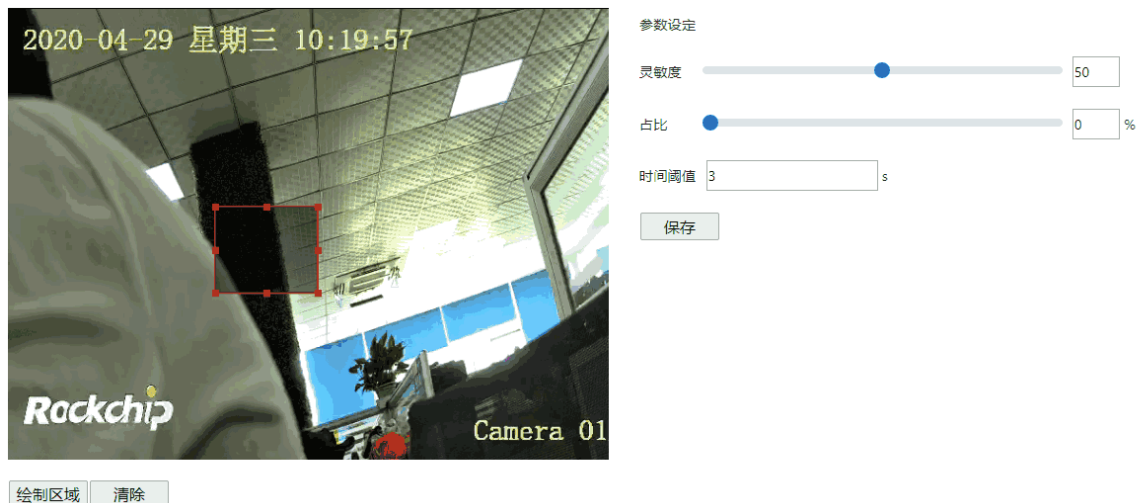 2020-04-29 星期三 10:19:57
Rockchip
Camera 01
绘制区域 清除
参数设定
灵敏度 50
占比 0 %
时间阈值 3 s
保存